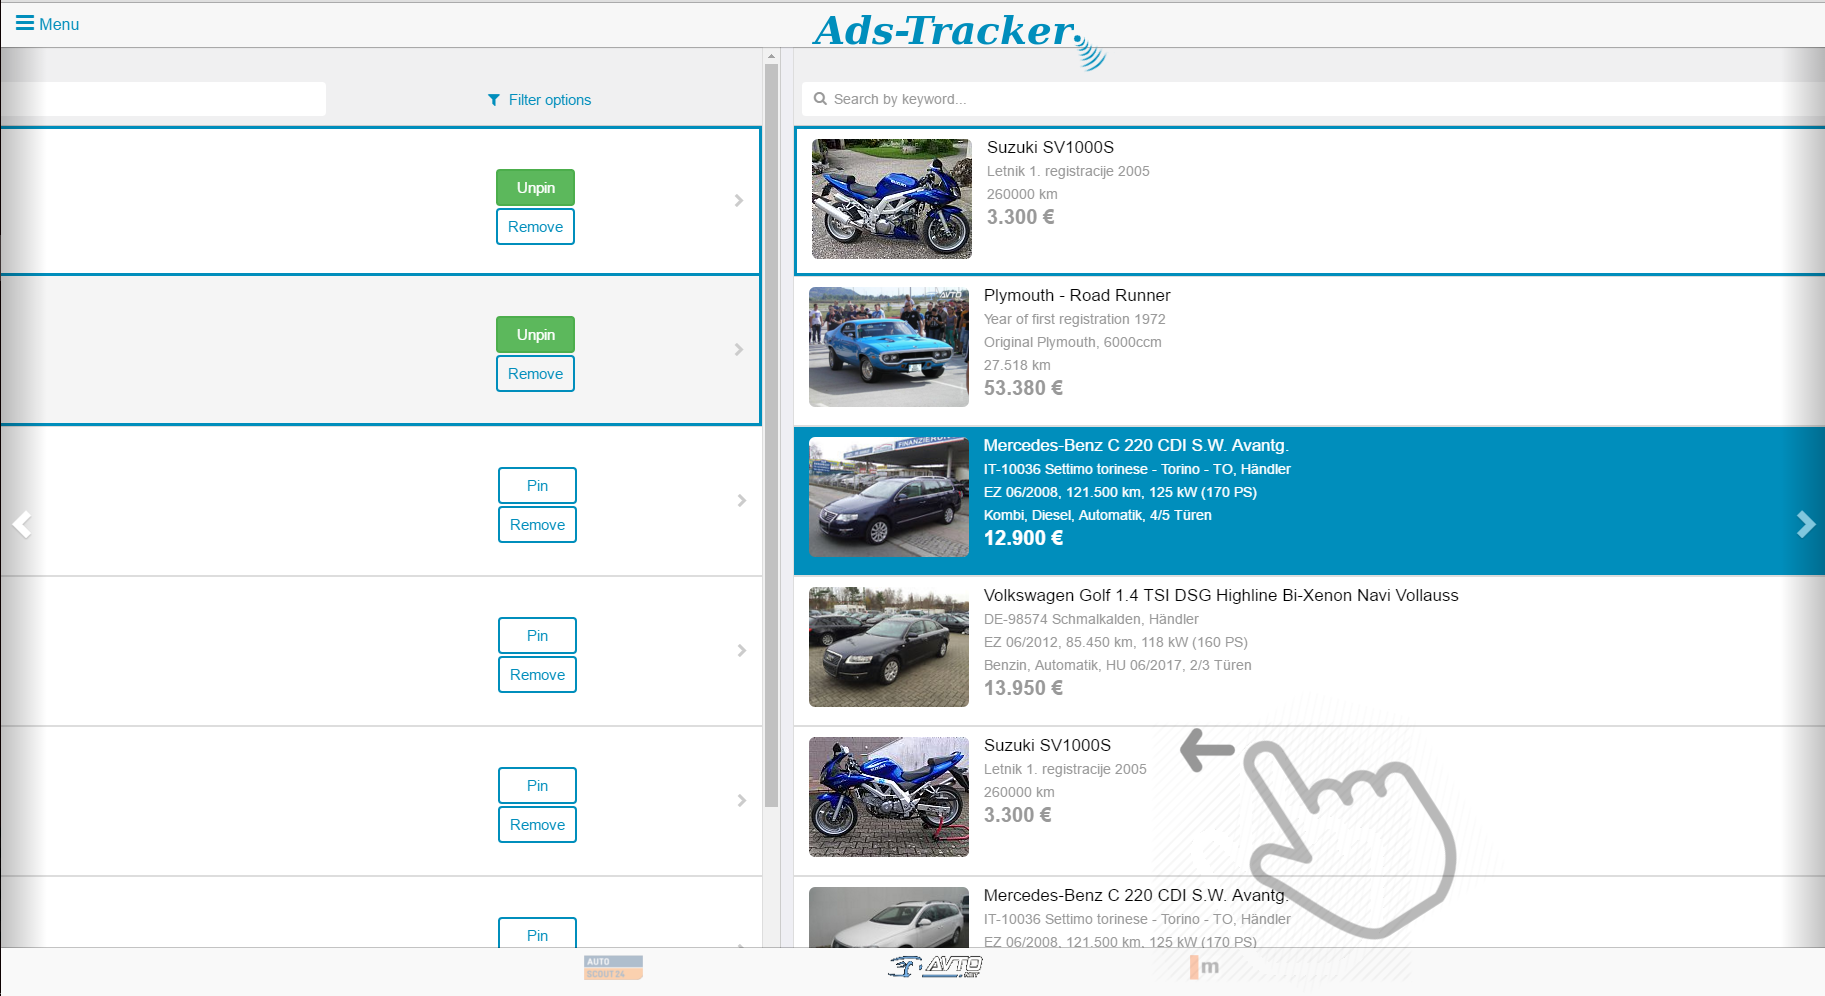 Menu
Ads-Tracker.
Filter options
Unpin
Remove
Unpin
Remove
Pin
Remove
Pin
Remove
Pin
Remove
Pin
Search by keyword...
Suzuki SV1000S
Letnik 1. registracije 2005
260000 km
3.300 €
AVTO
Plymouth - Road Runner
Year of first registration 1972
Original Plymouth, 6000ccm
27.518 km
53.380 €
FINANZIERUN
Mercedes-Benz C 220 CDI S.W. Avantg.
IT-10036 Settimo torinese - Torino - TO, Händler
EZ 06/2008, 121.500 km, 125 kW (170 PS)
Kombi, Diesel, Automatik, 4/5 Türen
12.900 €
Volkswagen Golf 1.4 TSI DSG Highline Bi-Xenon Navi Vollauss
DE-98574 Schmalkalden, Händler
EZ 06/2012, 85.450 km, 118 kW (160 PS)
Benzin, Automatik, HU 06/2017, 2/3 Türen
13.950 €
Suzuki SV1000S
Letnik 1. registracije 2005
260000 km
3.300 €
Mercedes-Benz C 220 CDI S.W. Avantg.
IT-10036 Settimo torinese - Torino - TO, Händler
EZ 06/2008, 121.500 km, 125 kW (170 PS)
AUTO
SCOUT24
AVTO
.NET
m